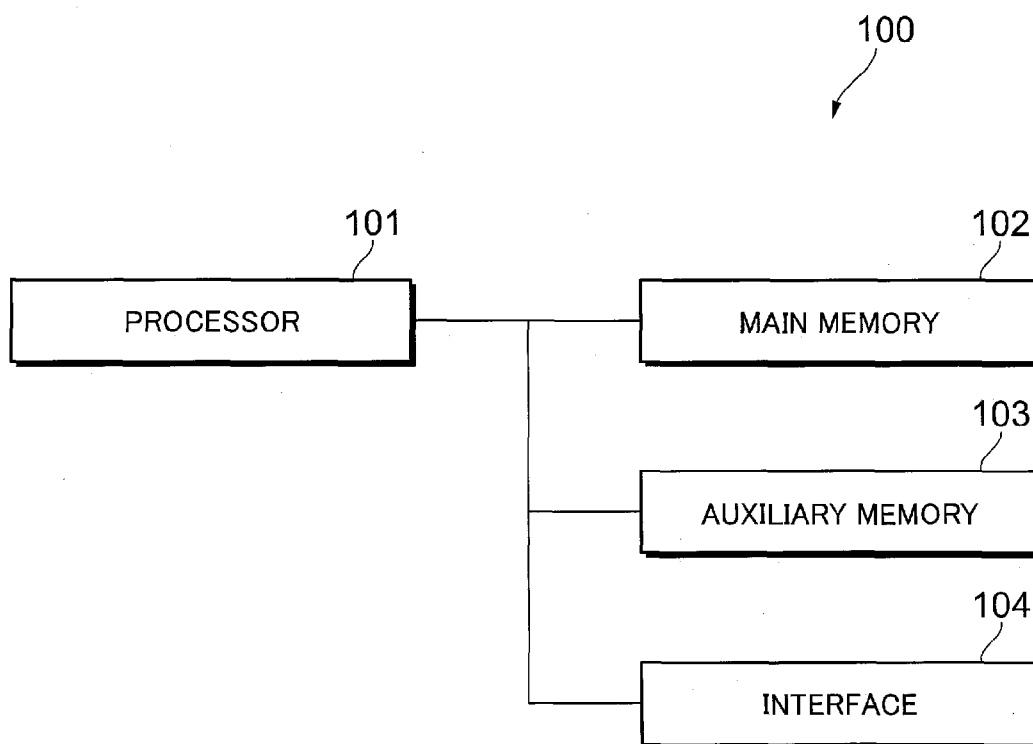 100
101
PROCESSOR
102
MAIN MEMORY
103
AUXILIARY MEMORY
104
INTERFACE